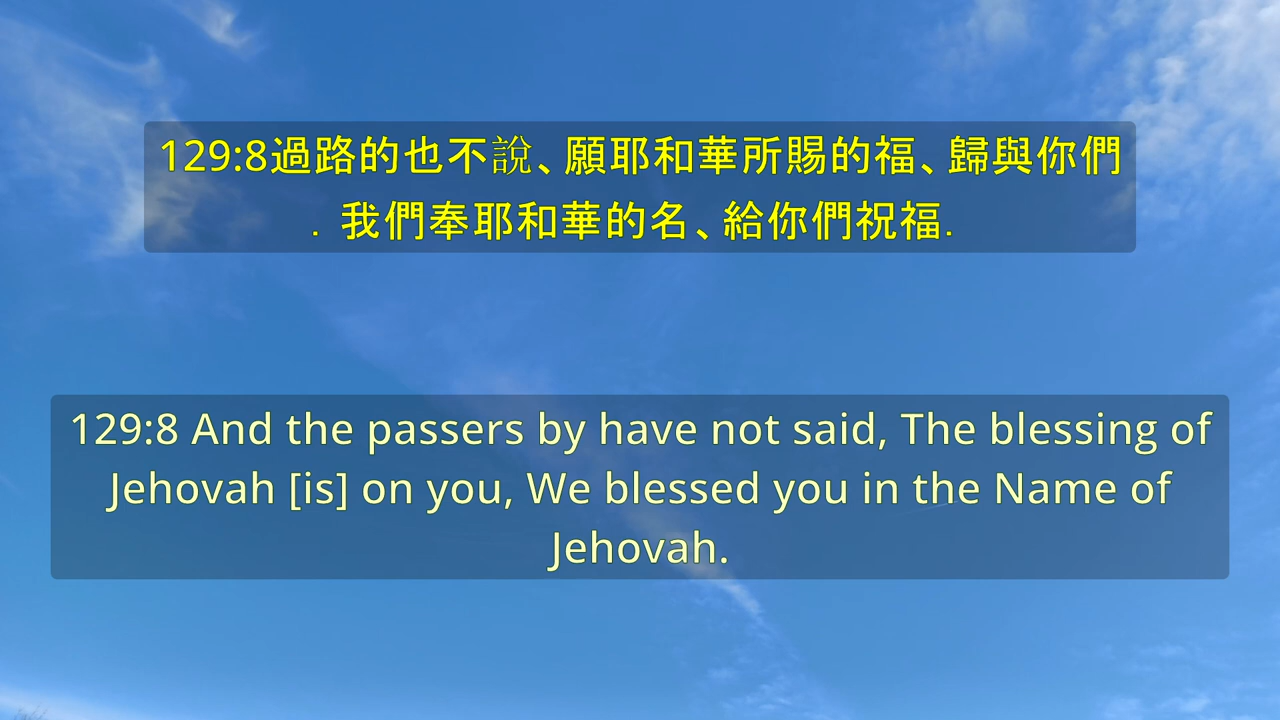 129:8過路的也不說、願耶和華所賜的福、歸與你們
. 我們奉耶和華的名、給你們祝福.
129:8 And the passers by have not said, The blessing of
Jehovah [is] on you, We blessed you in the Name of
Jehovah.